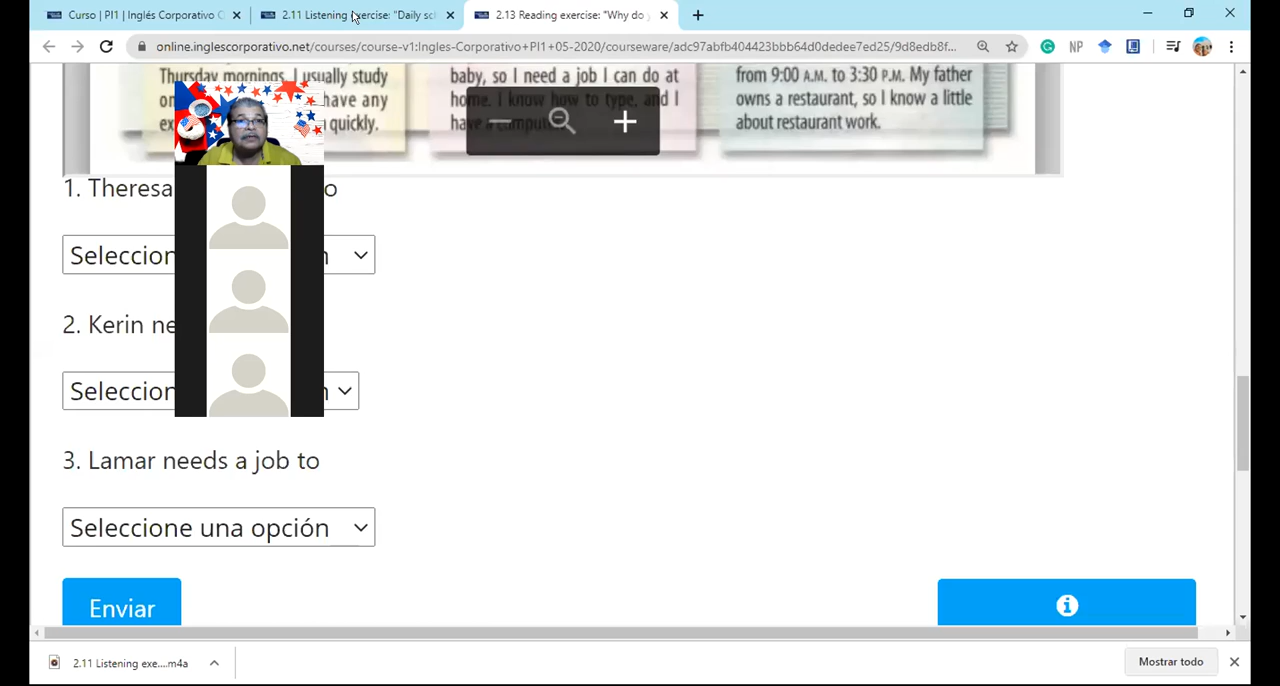 Curso | PI1 | Inglés Corporativo C
2.11 Listening exercise: "Daily sc
2.13 Reading exercise: "Why do
online.inglescorporativo.net/courses/course-v1:Ingles-Corporativo+PI1+05-2020/courseware/adc97abfb404423bbb64d0dedee7ed25/9d8edb8f...
NP
Thursday mornings. I usually study
have any
quickly.
baby, so I need a job I can do at
home. I know how to type, and I
have a computer.
from 9:00 A.M. to 3:30 P.M. My father
owns a restaurant, so I know a little
about restaurant work.
1. Theresa
Seleccion
2. Kerin ne
Seleccion
3. Lamar needs a job to
Seleccione una opción
Enviar
2.11 Listening exe....m4a
Mostrar todo